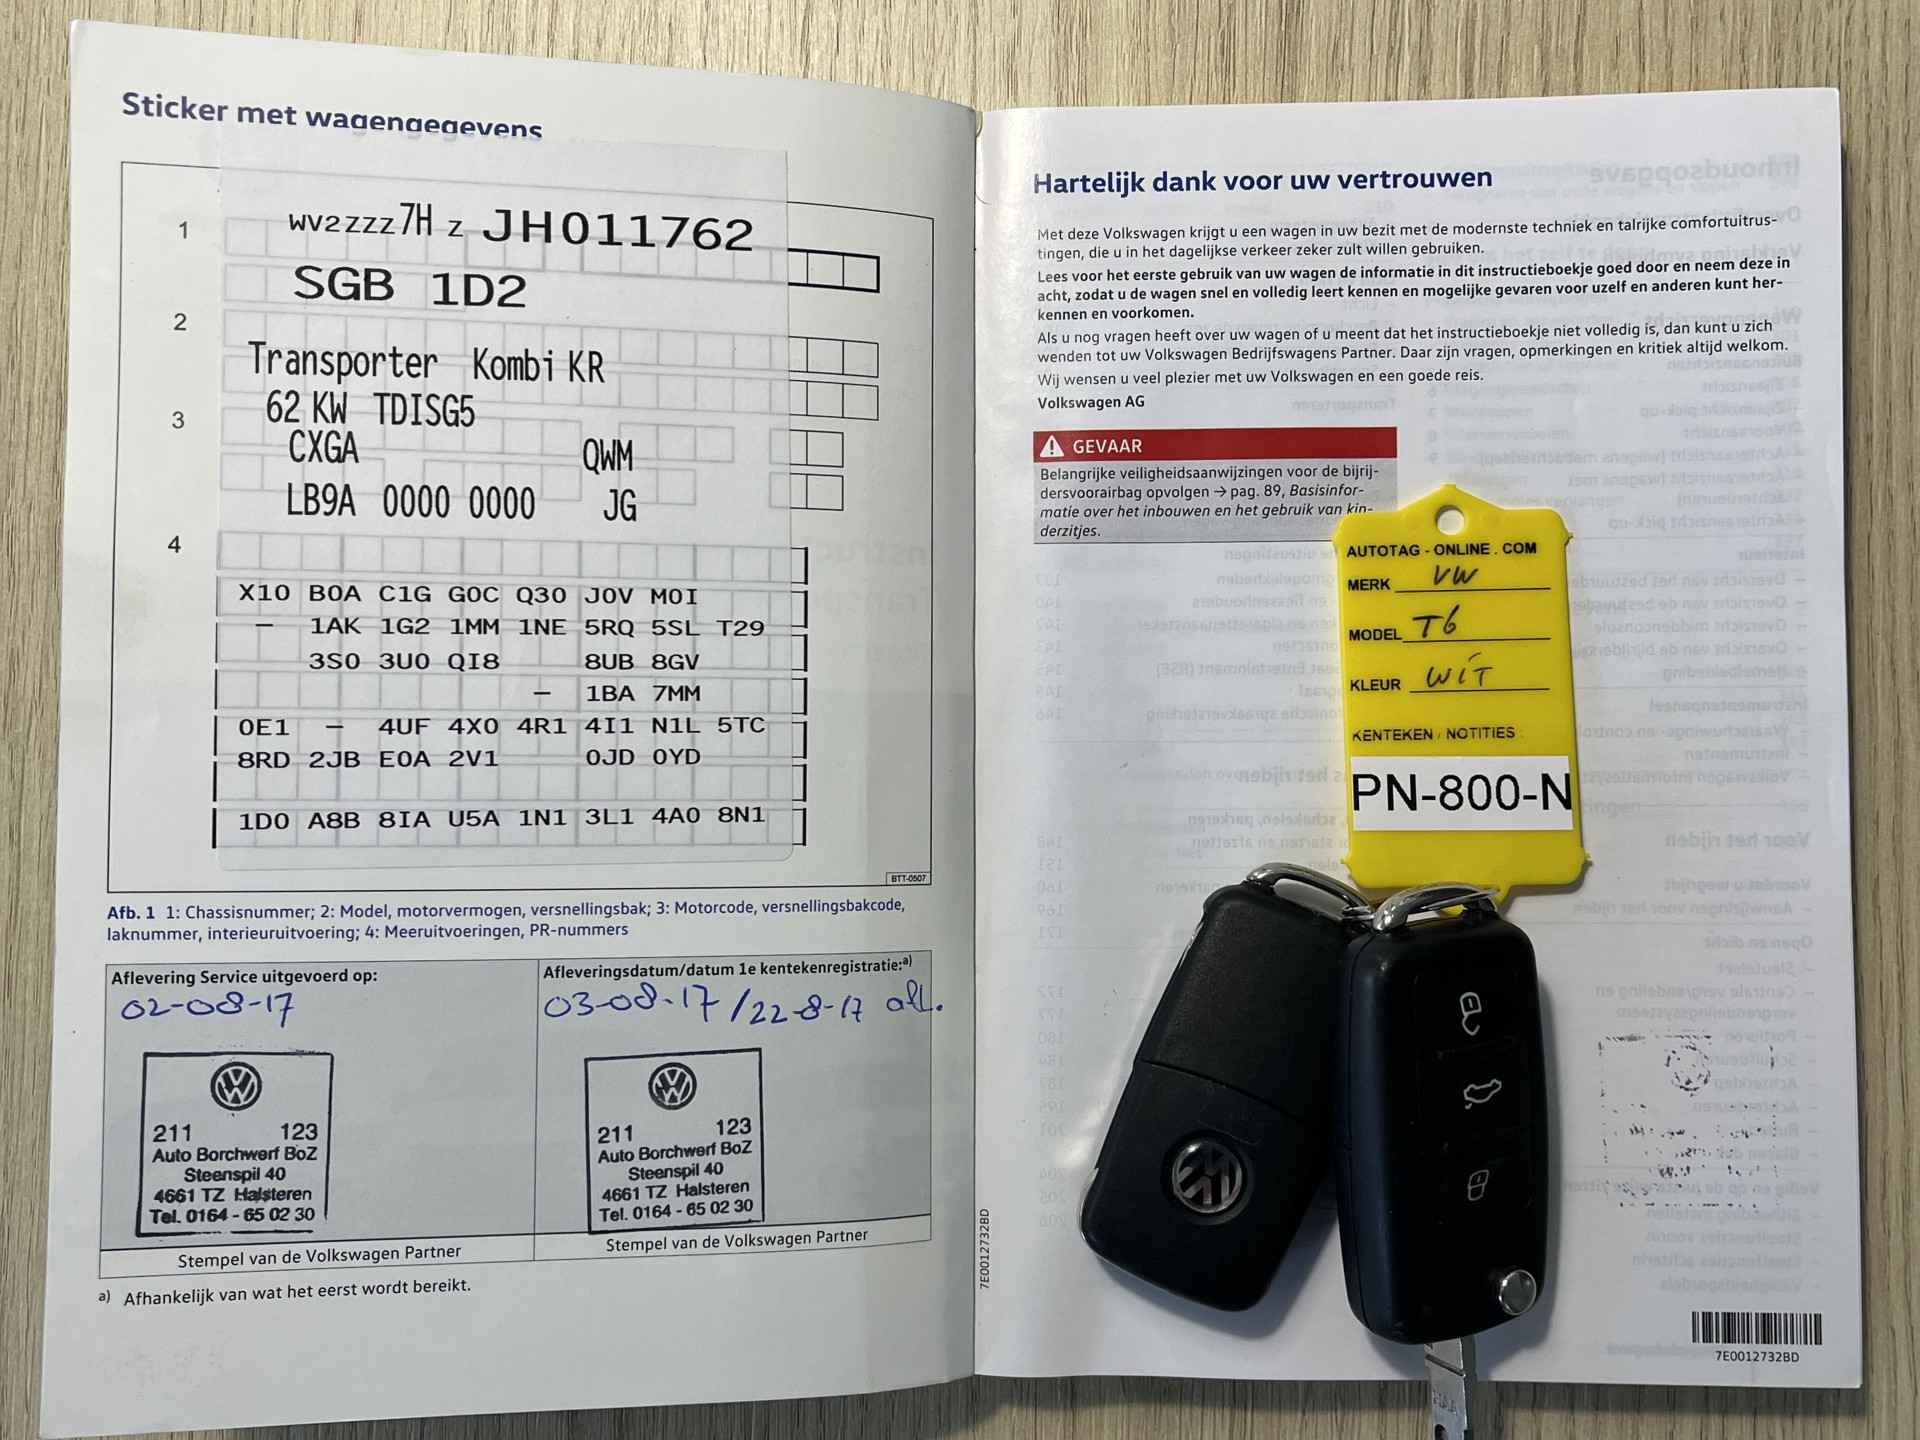 Sticker met wagengegevens
1
WV2ZZZ7H Z JH011762
SGB 1D2
2
Transporter Kombi KR
62 KW TDISG5
3
CXGA QWM
LB9A 0000 0000 JG
4
X10 B0A C1G G0C Q30 J0V M0I
- 1AK 1G2 1MM 1NE 5RQ 5SL T29
3S0 3U0 QI8 8UB 8GV
- 1BA 7MM
0E1 - 4UF 4X0 4R1 4I1 N1L 5TC
8RD 2JB E0A 2V1 0JD 0YD
1D0 A8B 8IA U5A 1N1 3L1 4A0 8N1
BTT-0507
Afb. 1 1: Chassisnummer; 2: Model, motorvermogen, versnellingsbak; 3: Motorcode, versnellingsbakcode,
laknummer, interieuruitvoering; 4: Meeruitvoeringen, PR-nummers
Aflevering Service uitgevoerd op:
02-08-17
211 123
Auto Borchwerf BoZ
Steenspil 40
4661 TZ Halsteren
Tel. 0164 - 65 02 30
Stempel van de Volkswagen Partner
Afleveringsdatum/datum 1e kentekenregistratie:a)
03-08-17 / 22-8-17 afl.
211 123
Auto Borchwerf BoZ
Steenspil 40
4661 TZ Halsteren
Tel. 0164 - 65 02 30
Stempel van de Volkswagen Partner
a) Afhankelijk van wat het eerst wordt bereikt.
Hartelijk dank voor uw vertrouwen
Met deze Volkswagen krijgt u een wagen in uw bezit met de modernste techniek en talrijke comfortuitrus-
tingen, die u in het dagelijkse verkeer zeker zult willen gebruiken.
Lees voor het eerste gebruik van uw wagen de informatie in dit instructieboekje goed door en neem deze in
acht, zodat u de wagen snel en volledig leert kennen en mogelijke gevaren voor uzelf en anderen kunt her-
kennen en voorkomen.
Als u nog vragen heeft over uw wagen of u meent dat het instructieboekje niet volledig is, dan kunt u zich
wenden tot uw Volkswagen Bedrijfswagens Partner. Daar zijn vragen, opmerkingen en kritiek altijd welkom.
Wij wensen u veel plezier met uw Volkswagen en een goede reis.
Volkswagen AG
GEVAAR
Belangrijke veiligheidsaanwijzingen voor de bijrij-
dersvoorairbag opvolgen → pag. 89, Basisinfor-
matie over het inbouwen en het gebruik van kin-
derzitjes.
AUTOTAG - ONLINE . COM
MERK VW
MODEL T6
KLEUR WIT
KENTEKEN / NOTITIES :
PN-800-N
7E0012732BD
7E0012732BD